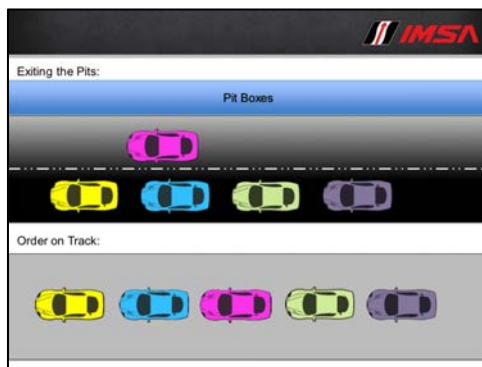 IMSA
Exiting the Pits:
Pit Boxes
Order on Track: